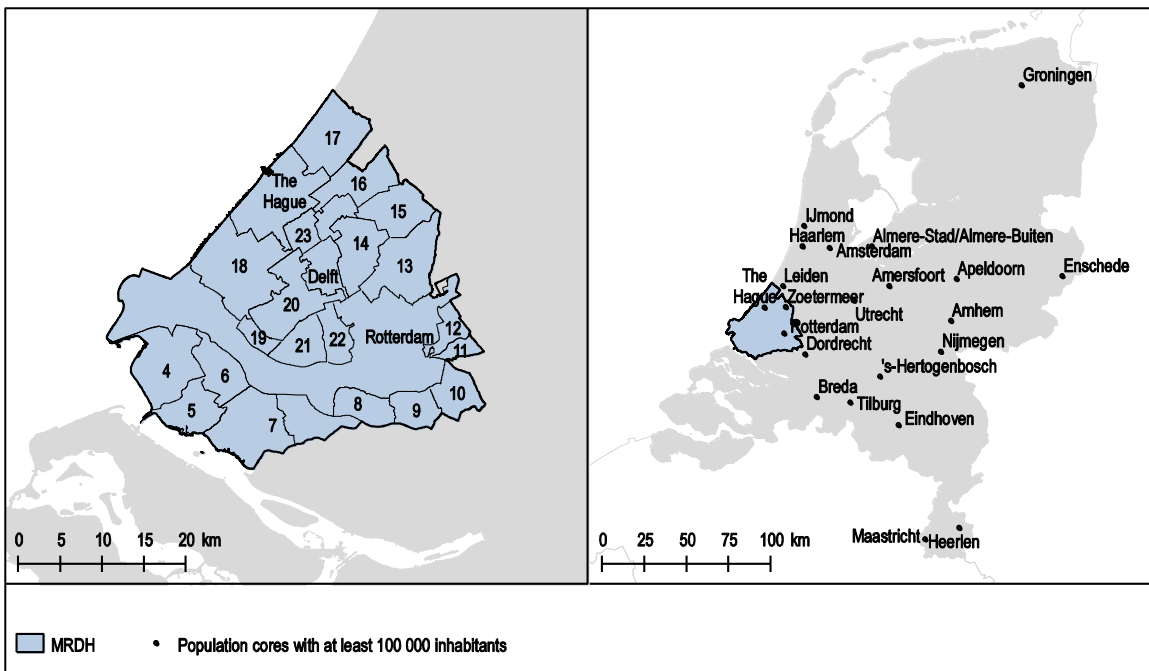 17
The
Hague
16
15
23
14
13
18
Delft
20
12
19
21
22
Rotterdam
11
4
6
10
5
7
8
9
0 5 10 15 20 km
Groningen
IJmond
Haarlem
Amsterdam
Almere-Stad/Almere-Buiten
The
Hague
Leiden
Zoetermeer
Amersfoort
Apeldoorn
Enschede
Utrecht
Arnhem
Rotterdam
Dordrecht
Nijmegen
's-Hertogenbosch
Breda
Tilburg
Eindhoven
Maastricht
Heerlen
0 25 50 75 100 km
MRDH
Population cores with at least 100 000 inhabitants